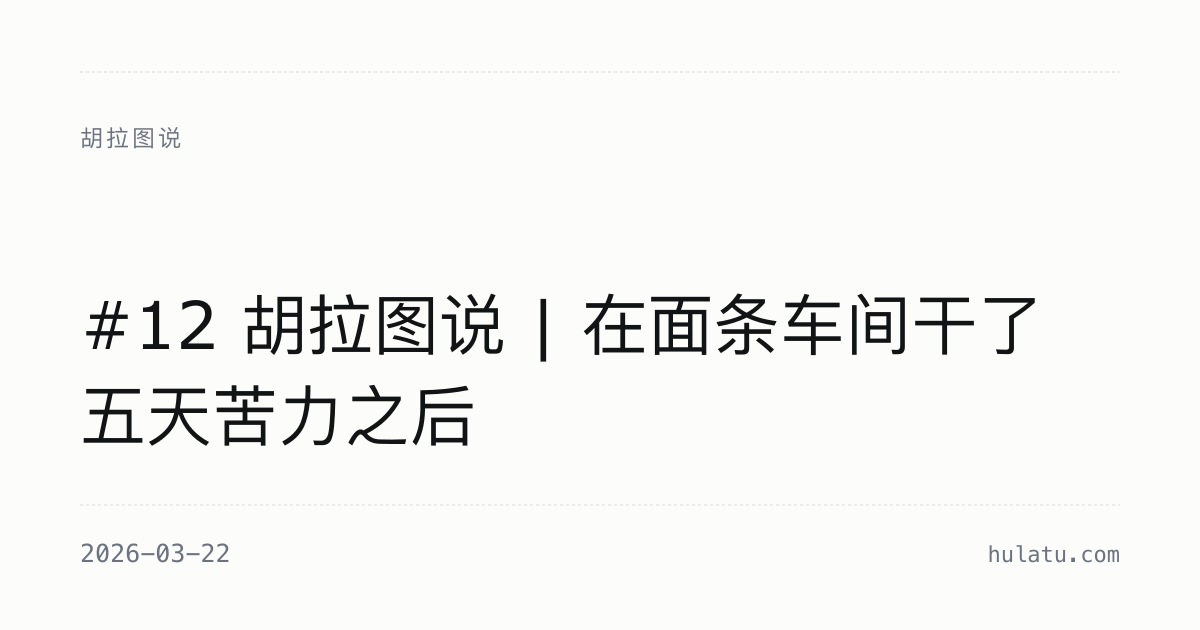 胡拉图说
#12 胡拉图说 | 在面条车间干了
五天苦力之后
2026-03-22
hulatu.com